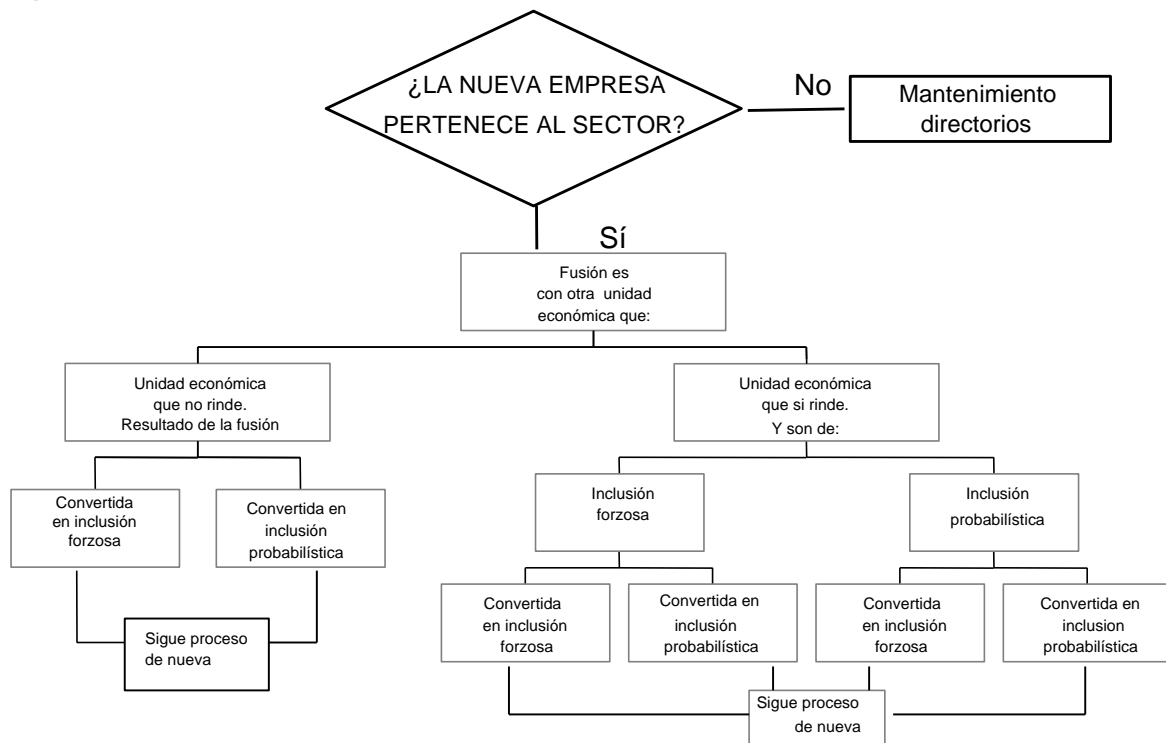 ¿LA NUEVA EMPRESA
PERTENECE AL SECTOR?
No
Mantenimiento
directorios
Sí
Fusión es
con otra unidad
económica que:
Unidad económica
que no rinde.
Resultado de la fusión
Unidad económica
que si rinde.
Y son de:
Convertida
en inclusión
forzosa
Convertida en
inclusión
probabilística
Inclusión
forzosa
Inclusión
probabilística
Convertida
en inclusión
forzosa
Convertida en
inclusión
probabilística
Convertida
en inclusión
forzosa
Convertida en
inclusion
probabilística
Sigue proceso
de nueva
Sigue proceso
de nueva